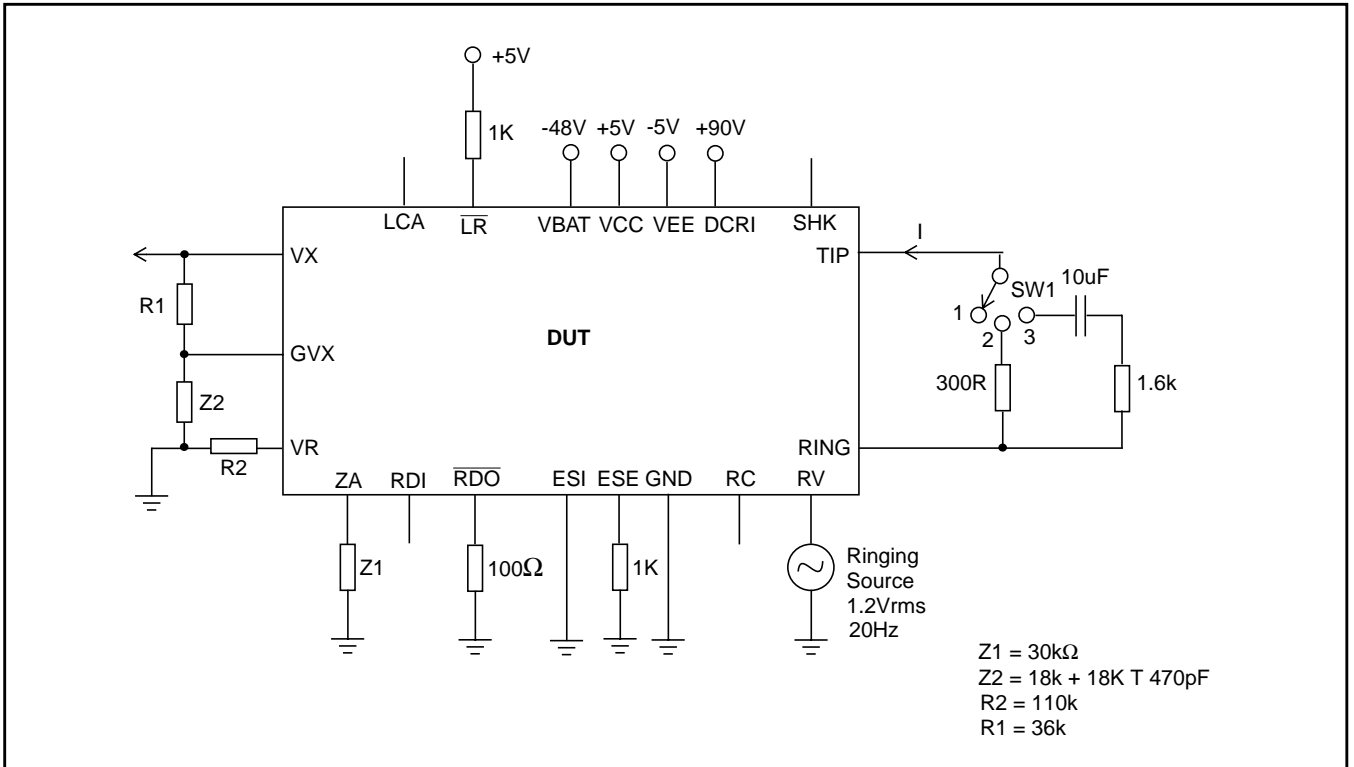 +5V
1K
-48V +5V -5V +90V
LCA LR VBAT VCC VEE DCRI SHK
VX
TIP
I
R1
SW1
10uF
1
2
3
DUT
GVX
Z2
300R
1.6k
VR
RING
R2
ZA RDI RDO ESI ESE GND RC RV
Z1
100Ω
1K
Ringing
Source
1.2Vrms
20Hz
Z1 = 30kΩ
Z2 = 18k + 18K T 470pF
R2 = 110k
R1 = 36k